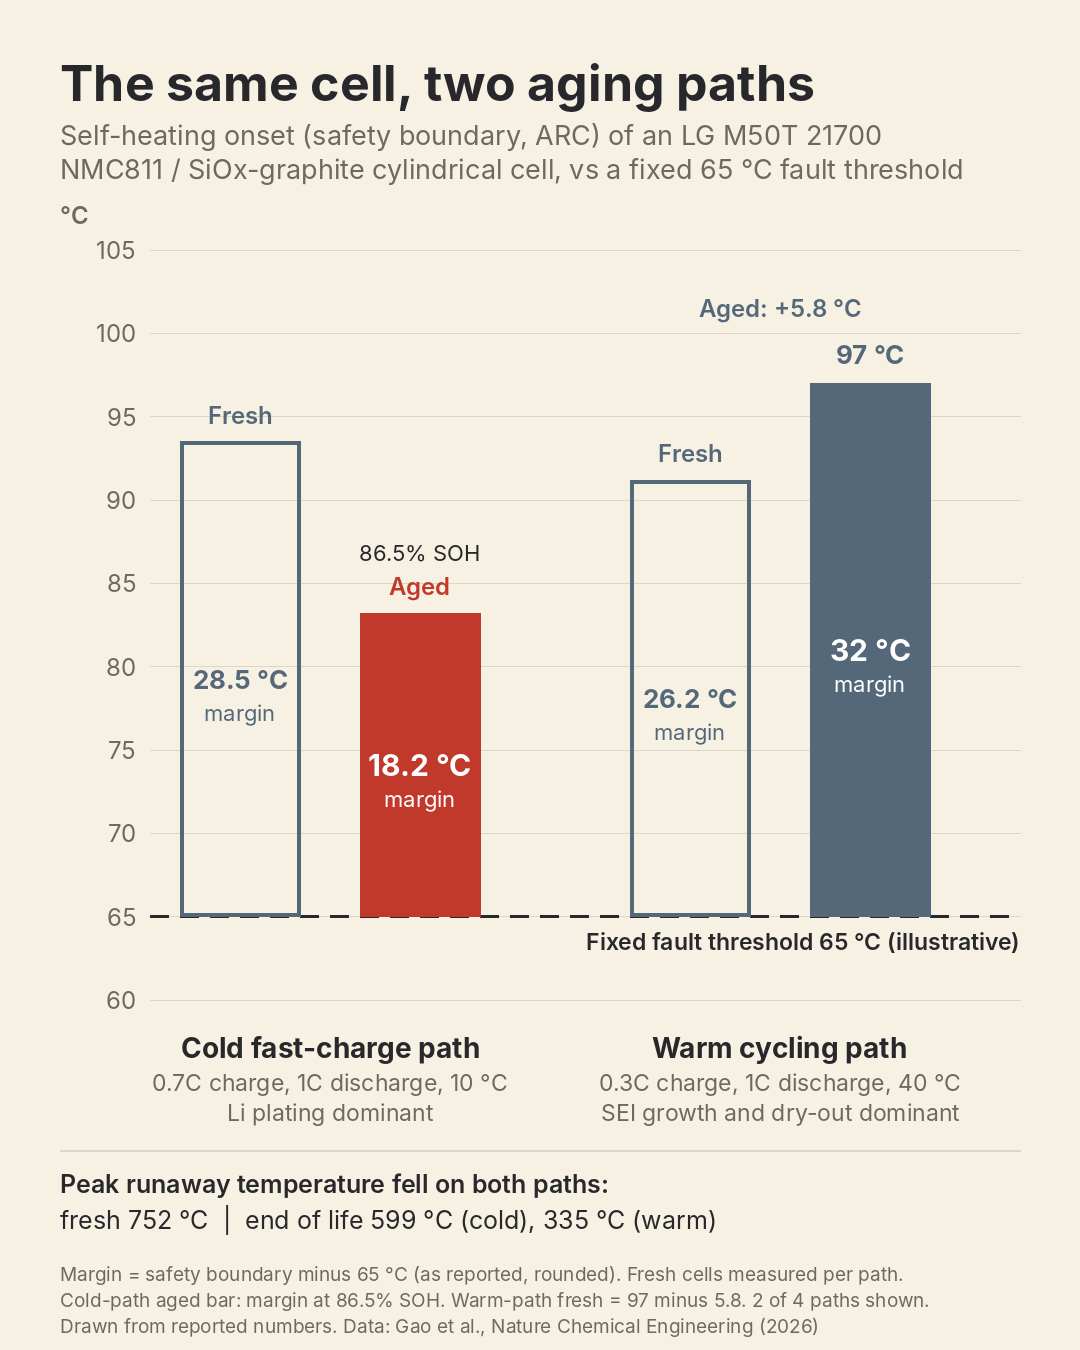 The same cell, two aging paths
Self-heating onset (safety boundary, ARC) of an LG M50T 21700
NMC811 / SiOx-graphite cylindrical cell, vs a fixed 65 °C fault threshold
°C
105
Aged: +5.8 °C
100
97 °C
95
Fresh
Fresh
90
86.5% SOH
85
Aged
80
28.5 °C
margin
26.2 °C
margin
32 °C
margin
75
18.2 °C
margin
70
65
Fixed fault threshold 65 °C (illustrative)
60
Cold fast-charge path
0.7C charge, 1C discharge, 10 °C
Li plating dominant
Warm cycling path
0.3C charge, 1C discharge, 40 °C
SEI growth and dry-out dominant
Peak runaway temperature fell on both paths:
fresh 752 °C | end of life 599 °C (cold), 335 °C (warm)
Margin = safety boundary minus 65 °C (as reported, rounded). Fresh cells measured per path.
Cold-path aged bar: margin at 86.5% SOH. Warm-path fresh = 97 minus 5.8. 2 of 4 paths shown.
Drawn from reported numbers. Data: Gao et al., Nature Chemical Engineering (2026)